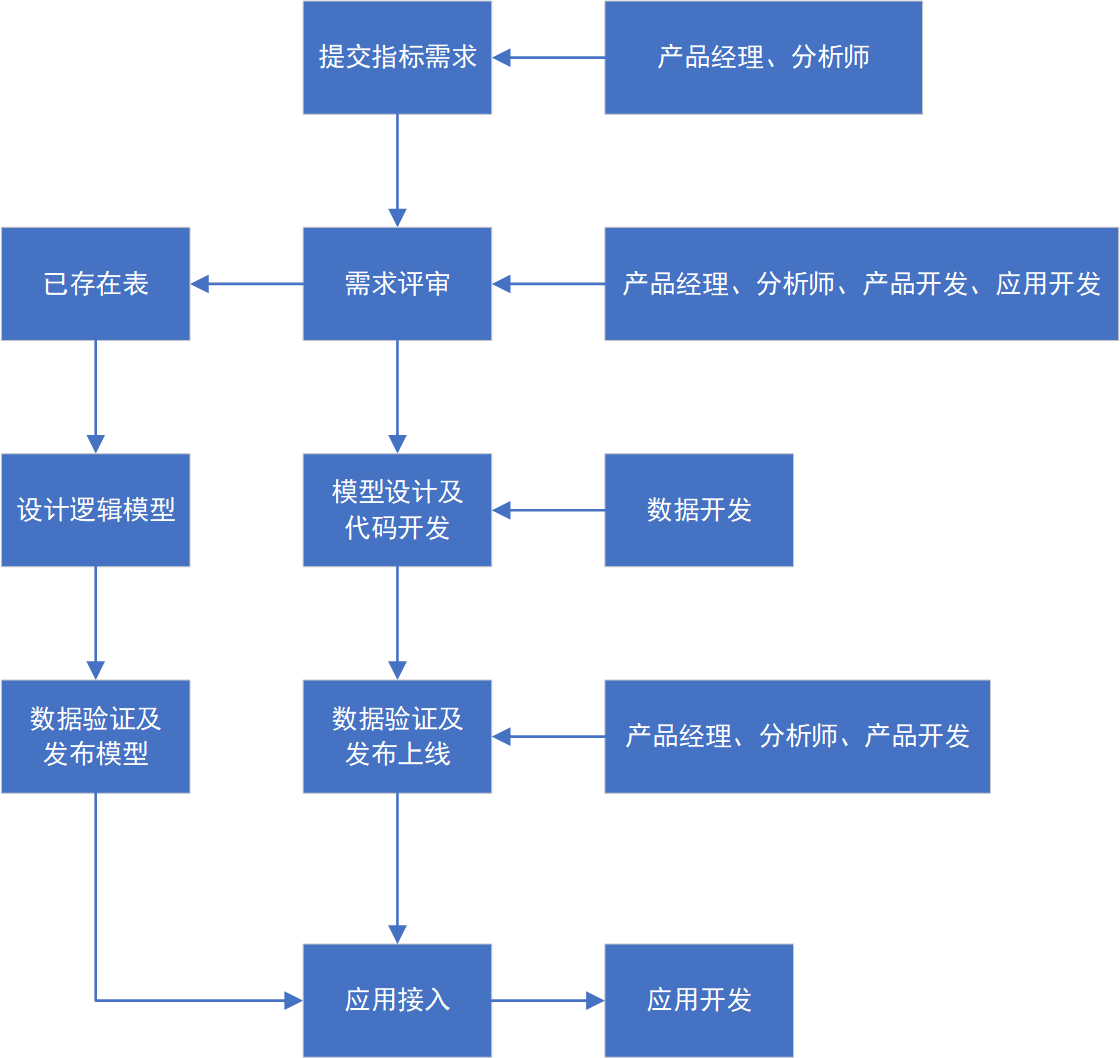 提交指标需求
产品经理、分析师
已存在表
需求评审
产品经理、分析师、产品开发、应用开发
设计逻辑模型
模型设计及
代码开发
数据开发
数据验证及
发布模型
数据验证及
发布上线
产品经理、分析师、产品开发
应用接入
应用开发